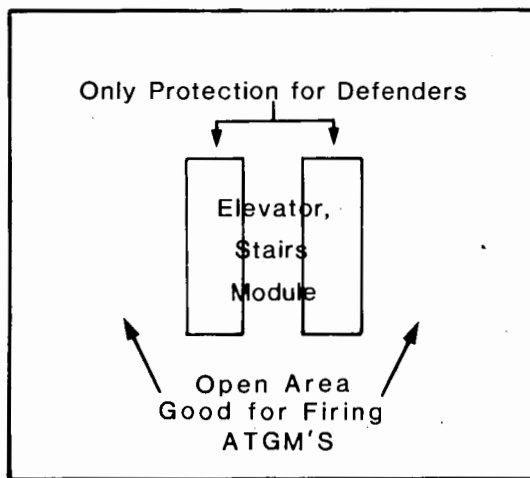 Only Protection for Defenders
Elevator,
Stairs
Module
Open Area
Good for Firing
ATGM'S